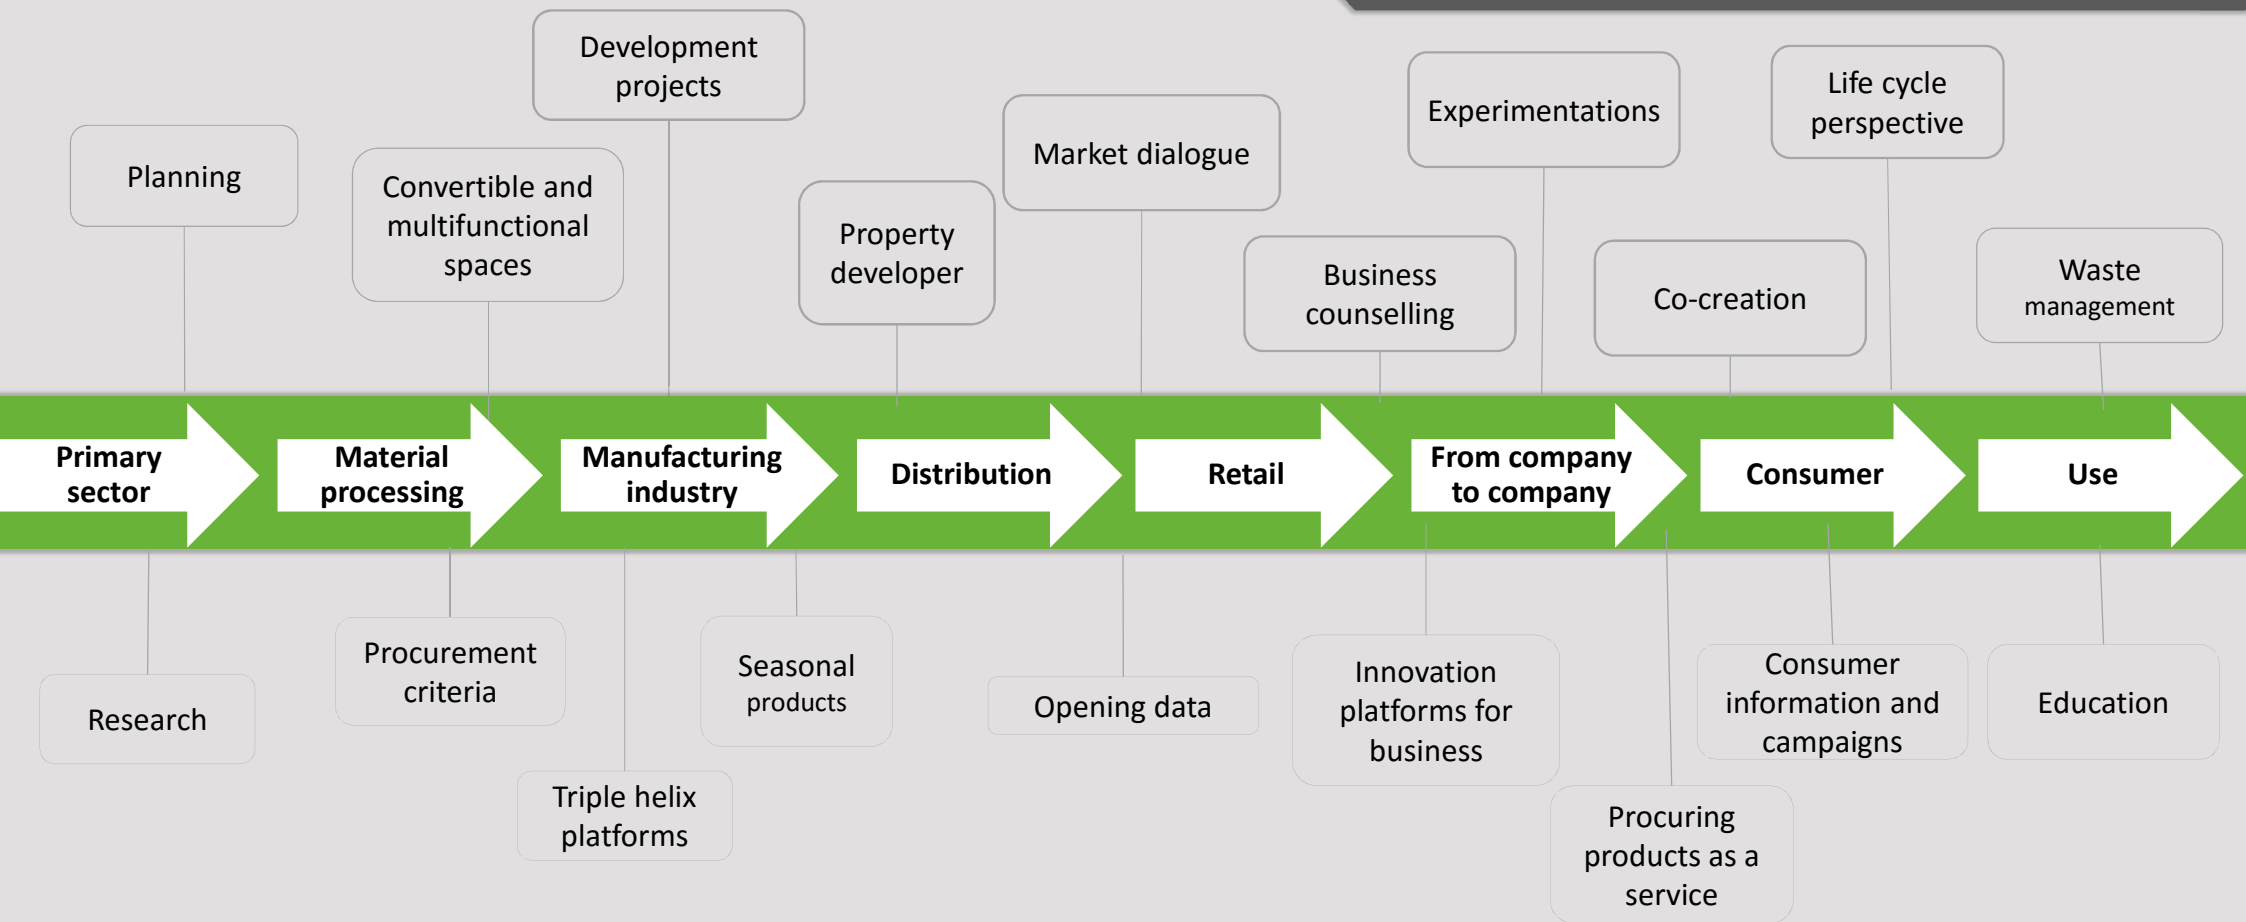 Development
projects
Planning
Convertible and
multifunctional
spaces
Property
developer
Market dialogue
Business
counselling
Experimentations
Co-creation
Life cycle
perspective
Waste
management
Primary
sector
Material
processing
Manufacturing
industry
Distribution
Retail
From company
to company
Consumer
Use
Research
Procurement
criteria
Triple helix
platforms
Seasonal
products
Opening data
Innovation
platforms for
business
Procuring
products as a
service
Consumer
information and
campaigns
Education